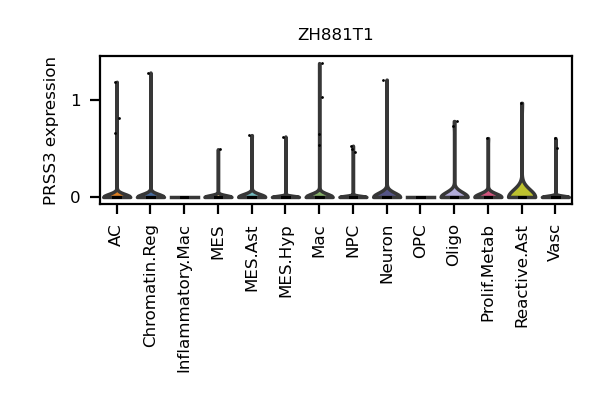 ZH881T1
PRSS3 expression
1
0
AC
Chromatin.Reg
Inflammatory.Mac
MES
MES.Ast
MES.Hyp
Mac
NPC
Neuron
OPC
Oligo
Prolif.Metab
Reactive.Ast
Vasc